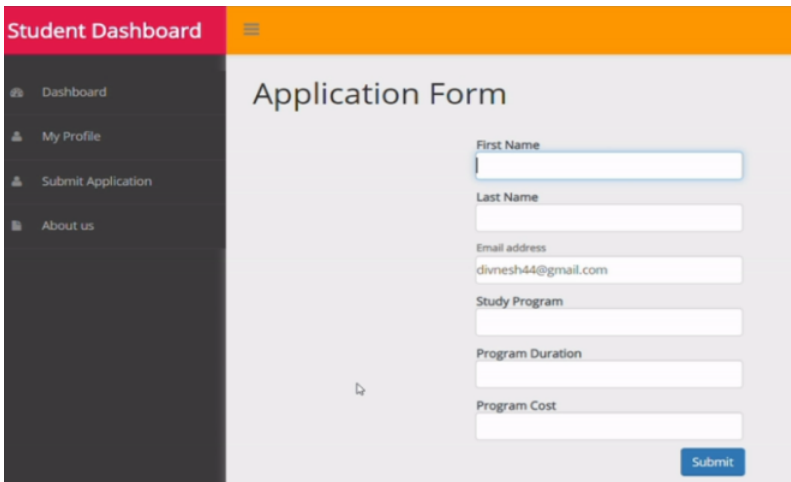 Student Dashboard
Dashboard
My Profile
Submit Application
About us
Application Form
First Name
Last Name
Email address
divnesh44@gmail.com
Study Program
Program Duration
Program Cost
Submit